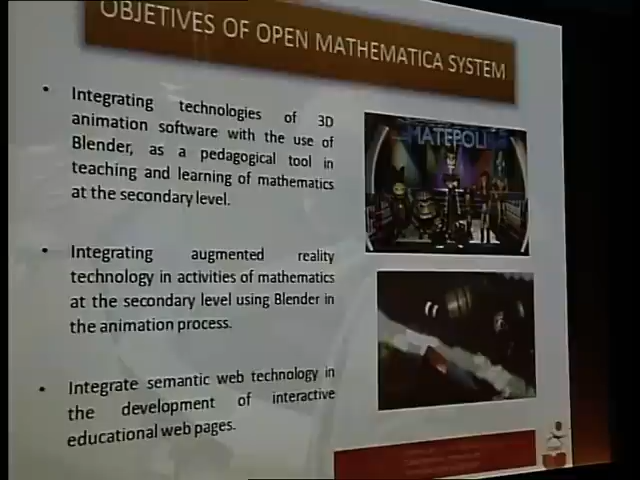 OBJETIVES OF OPEN MATHEMATICA SYSTEM
• Integrating technologies of 3D
animation software with the use of
Blender, as a pedagogical tool in
teaching and learning of mathematics
at the secondary level.
• Integrating augmented reality
technology in activities of mathematics
at the secondary level using Blender in
the animation process.
• Integrate semantic web technology in
the development of interactive
educational web pages.